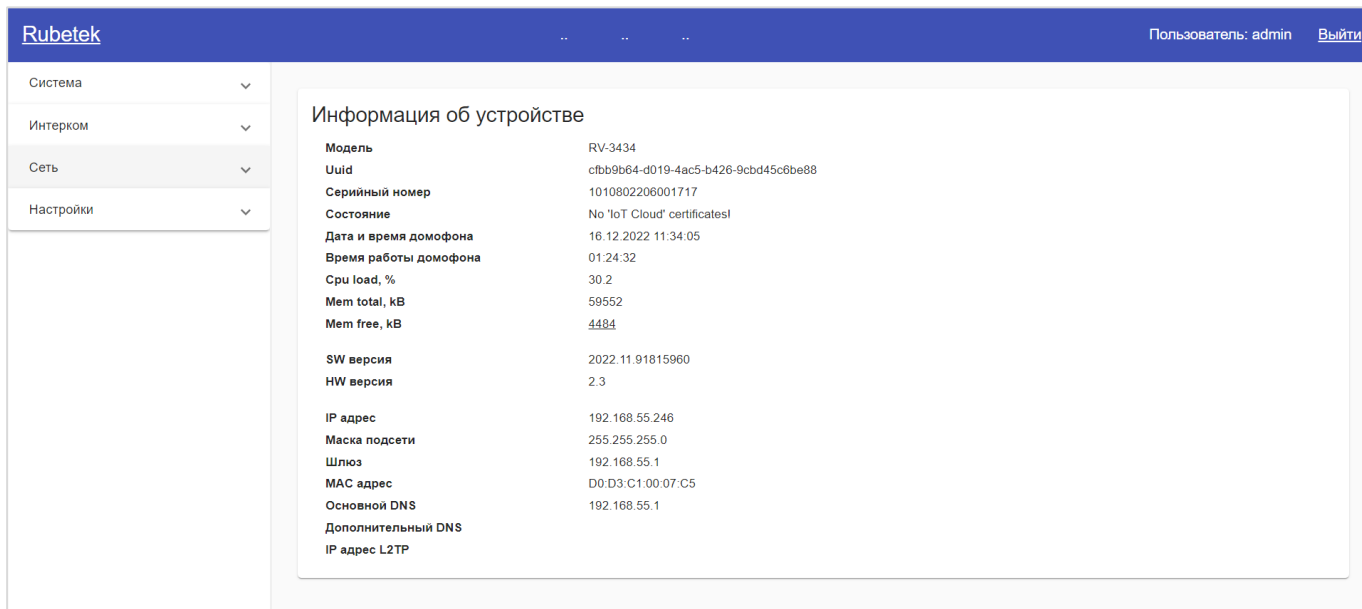 Rubetek .. .. .. Пользователь: admin Выйти
Система
Интерком
Сеть
Настройки
Информация об устройстве
Модель RV-3434
Uuid cfbb9b64-d019-4ac5-b426-9cbd45c6be88
Серийный номер 1010802206001717
Состояние No 'IoT Cloud' certificates!
Дата и время домофона 16.12.2022 11:34:05
Время работы домофона 01:24:32
Cpu load, % 30.2
Mem total, kB 59552
Mem free, kB 4484
SW версия 2022.11.91815960
HW версия 2.3
IP адрес 192.168.55.246
Маска подсети 255.255.255.0
Шлюз 192.168.55.1
MAC адрес D0:D3:C1:00:07:C5
Основной DNS 192.168.55.1
Дополнительный DNS
IP адрес L2TP